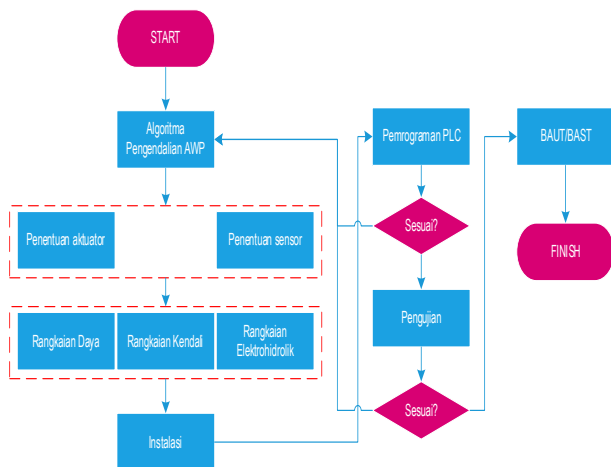 START
Algoritma
Pengendalian AWP
Penentuan aktuator
Penentuan sensor
Rangkaian Daya
Rangkaian Kendali
Rangkaian
Elektrohidrolik
Instalasi
Pemrograman PLC
Sesuai?
Pengujian
Sesuai?
BAUT/BAST
FINISH